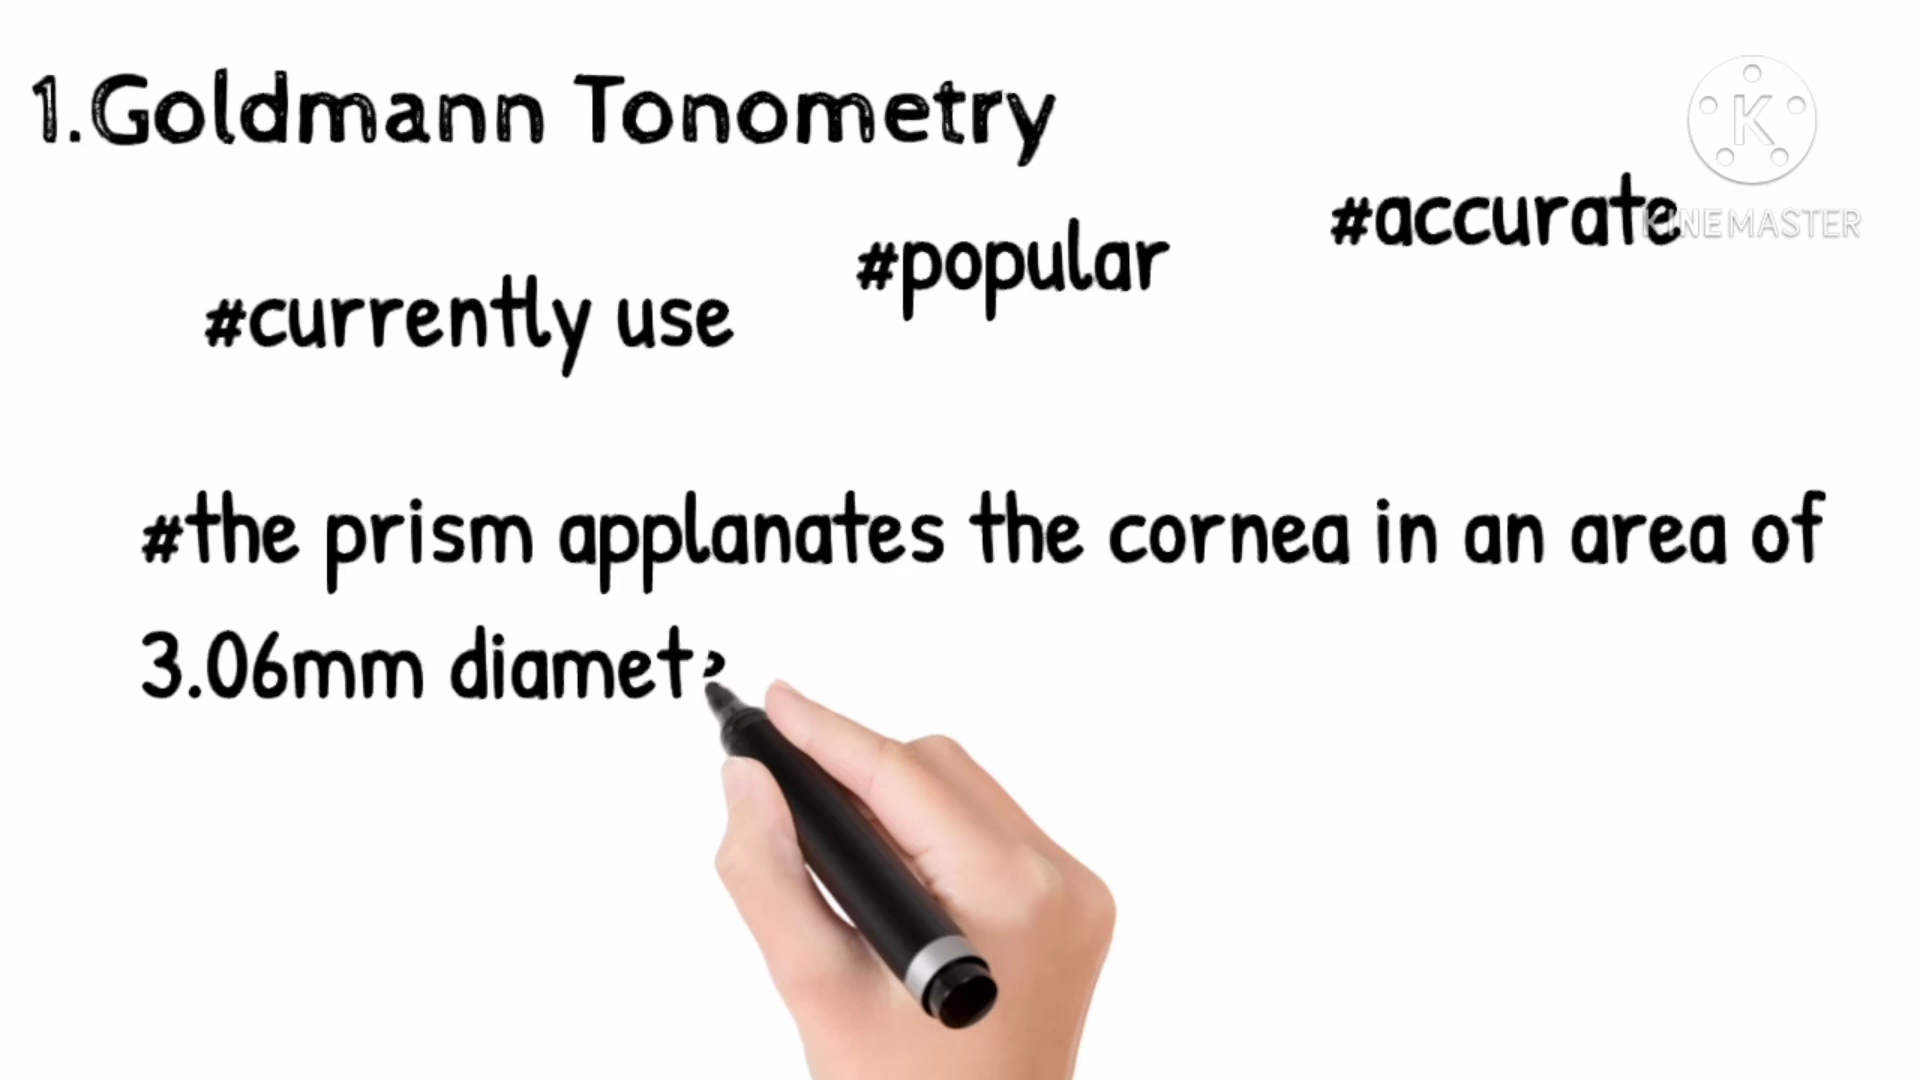 1.Goldmann Tonometry
K
KINEMASTER
#accurate
#popular
#currently use
#the prism applanates the cornea in an area of
3.06mm diamet